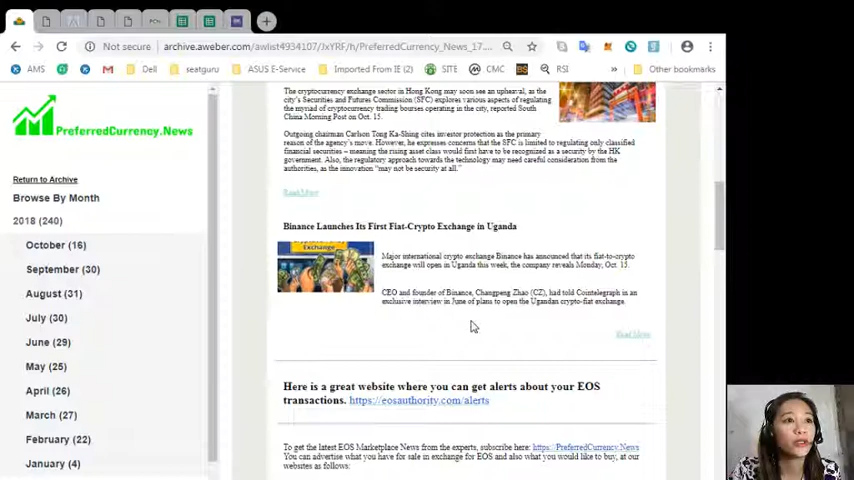 Not secure | archive.aweber.com/awlist4934107/JxYRF/h/PreferredCurrency_News_17...
AMS
Dell
seatguru
ASUS E-Service
Imported From IE (2)
SITE
CMC
RSI
»
Other bookmarks
PreferredCurrency.News
Return to Archive
Browse By Month
2018 (240)
October (16)
September (30)
August (31)
July (30)
June (29)
May (25)
April (26)
March (27)
February (22)
January (4)
The cryptocurrency exchange sector in Hong Kong may soon see an upheaval, as the
city's Securities and Futures Commission (SFC) explores various aspects of regulating
the myriad of cryptocurrency trading bourses operating in the city, reported South
China Morning Post on Oct. 15.
Outgoing chairman Carlson Tong Ka-Shing cites investor protection as the primary
reason of the agency's move. However, he expresses concerns that the SFC is limited to regulating only classified
financial securities – meaning the rising asset class would first have to be recognized as a security by the HK
government. Also, the regulatory approach towards the technology may need careful consideration from the
authorities, as the innovation "may not be security at all."
Read More
Binance Launches Its First Fiat-Crypto Exchange in Uganda
Exchange
Major international crypto exchange Binance has announced that its fiat-to-crypto
exchange will open in Uganda this week, the company reveals Monday, Oct. 15.
CEO and founder of Binance, Changpeng Zhao (CZ), had told Cointelegraph in an
exclusive interview in June of plans to open the Ugandan crypto-fiat exchange.
Read More
Here is a great website where you can get alerts about your EOS
transactions. https://eosauthority.com/alerts
To get the latest EOS Marketplace News from the experts, subscribe here: https://PreferredCurrency.News
You can advertise what you have for sale in exchange for EOS and also what you would like to buy, at our
websites as follows: